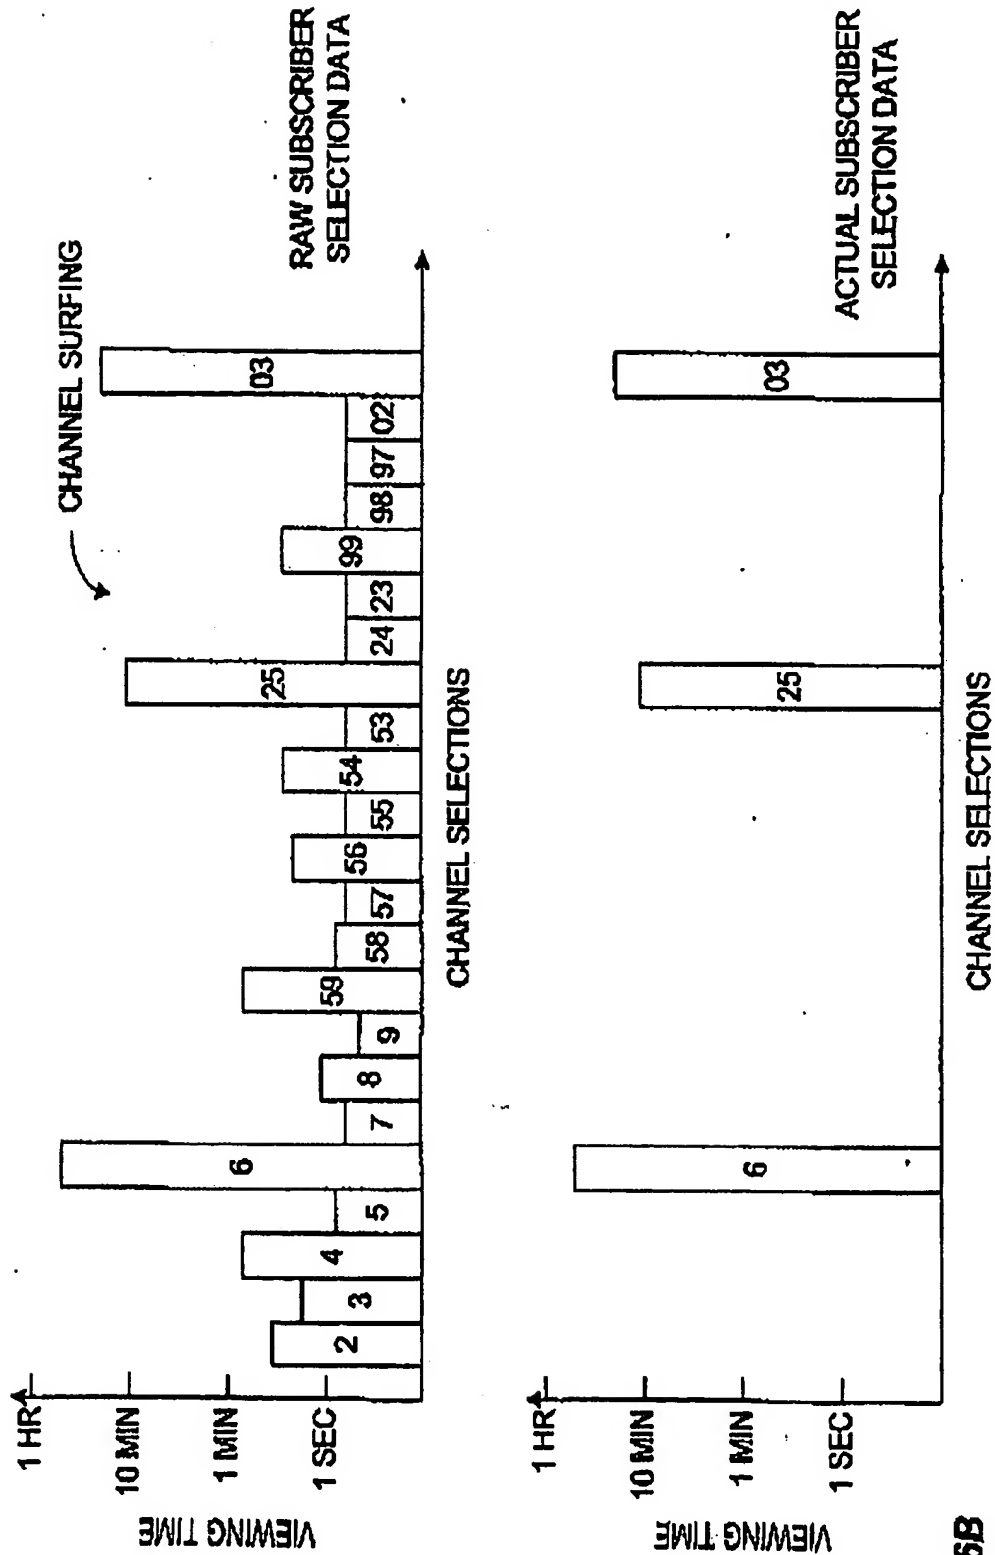 VIEWING TIME
1 HR
10 MIN
1 MIN
1 SEC
CHANNEL SURFING
RAW SUBSCRIBER
SELECTION DATA
2
3
4
5
6
7
8
9
59
58
57
56
55
54
53
25
24
23
99
98
97
02
03
CHANNEL SELECTIONS
VIEWING TIME
1 HR
10 MIN
1 MIN
1 SEC
ACTUAL SUBSCRIBER
SELECTION DATA
6
25
03
CHANNEL SELECTIONS
6B